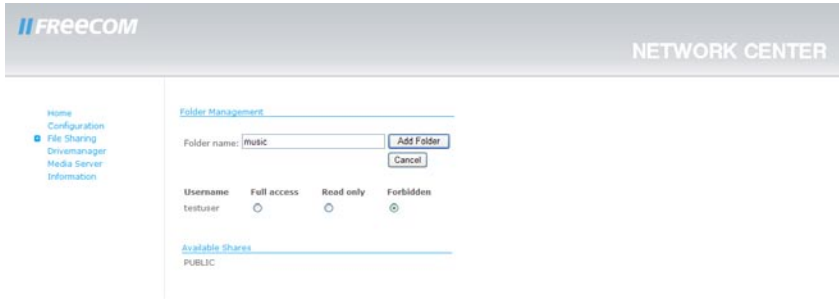 FREECOM
NETWORK CENTER
Home
Configuration
File Sharing
Drivemanager
Media Server
Information
Folder Management
Folder name: music Add Folder
Cancel
Username Full access Read only Forbidden
testuser
Available Shares
PUBLIC